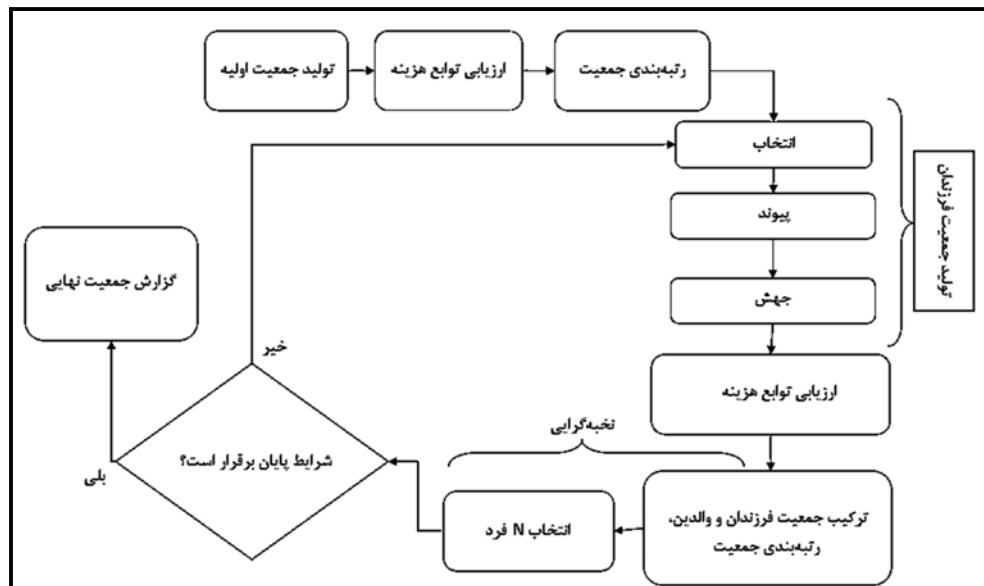 تولید جمعیت اولیه
ارزیابی توابع هزینه
رتبه‌بندی جمعیت
انتخاب
پیوند
جهش
تولید جمعیت فرزندان
ارزیابی توابع هزینه
ترکیب جمعیت فرزندان و والدین،
رتبه‌بندی جمعیت
نخبه‌گرایی
انتخاب N فرد
شرایط پایان برقرار است؟
خیر
بلی
گزارش جمعیت نهایی